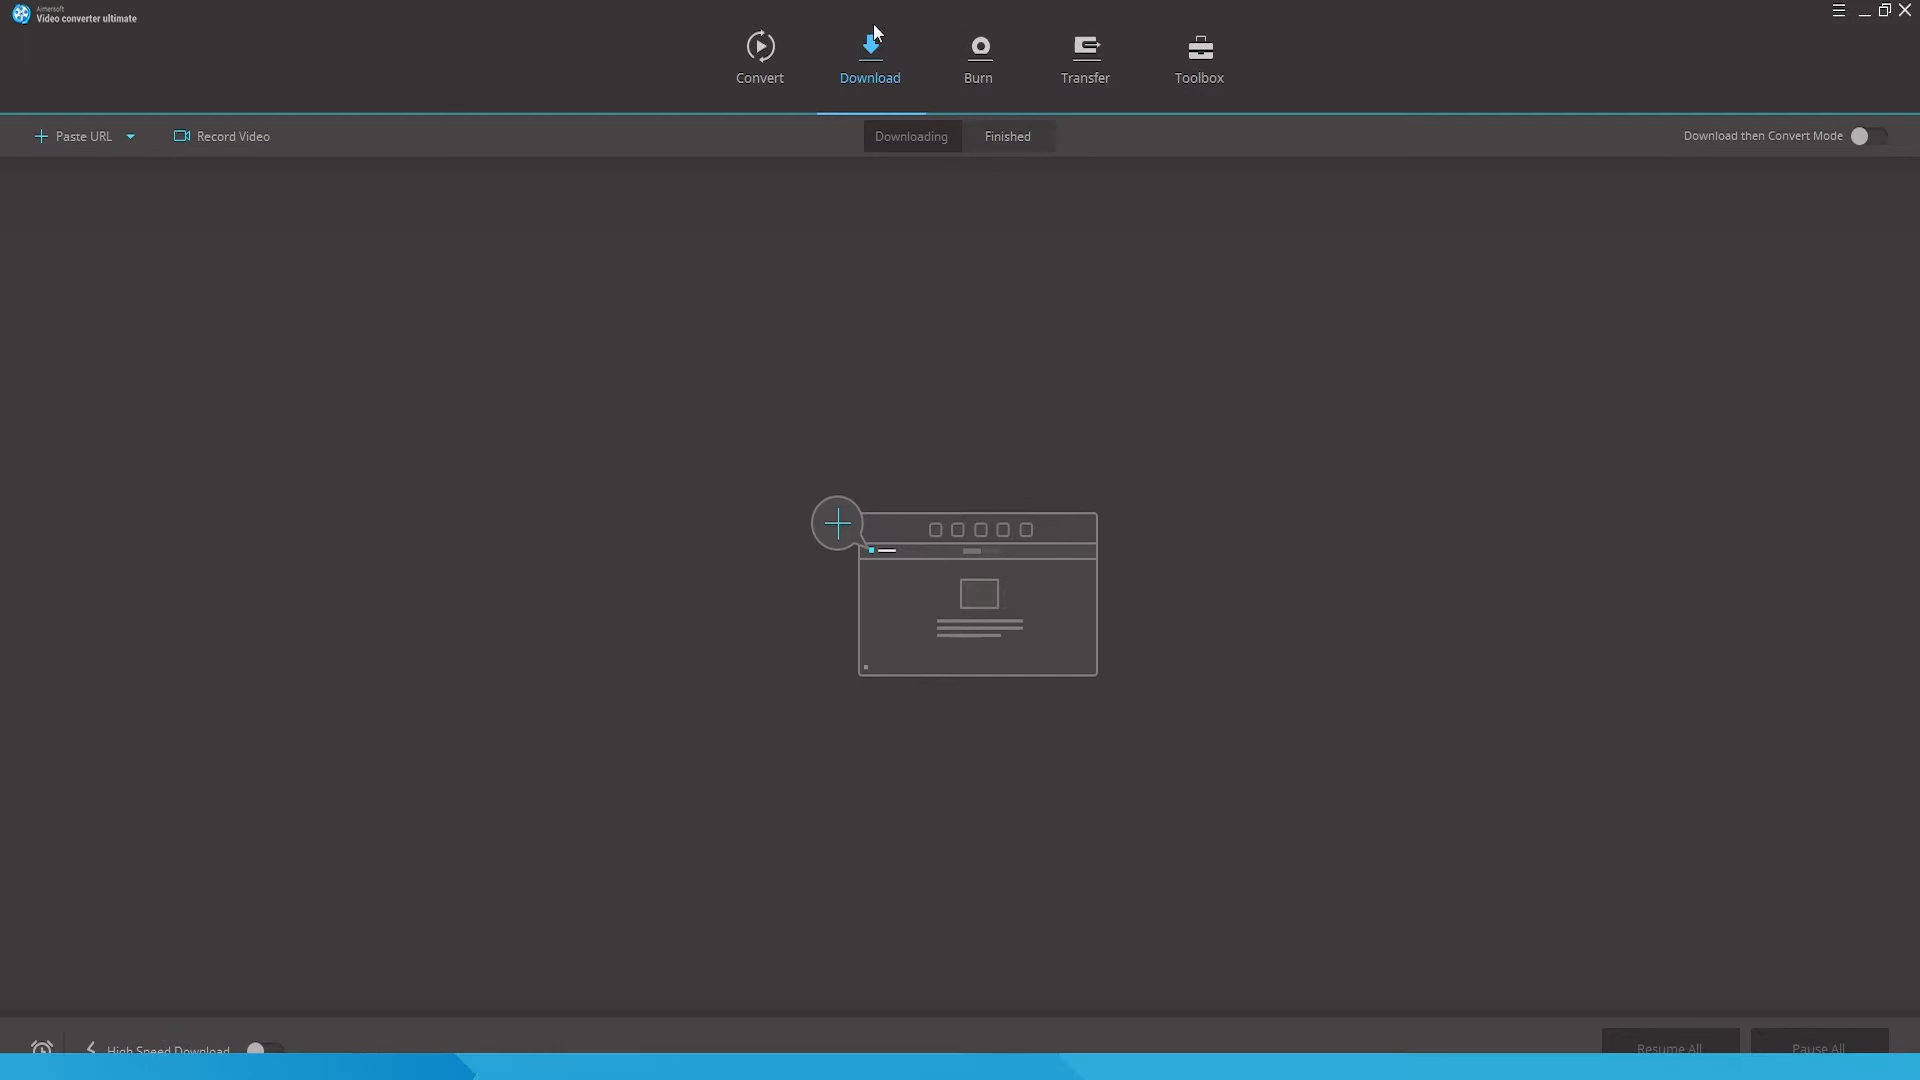 Aimersoft
Video converter ultimate
Convert
Download
Burn
Transfer
Toolbox
Paste URL
Record Video
Downloading
Finished
Download then Convert Mode
High Speed Download
Resume All
Pause All